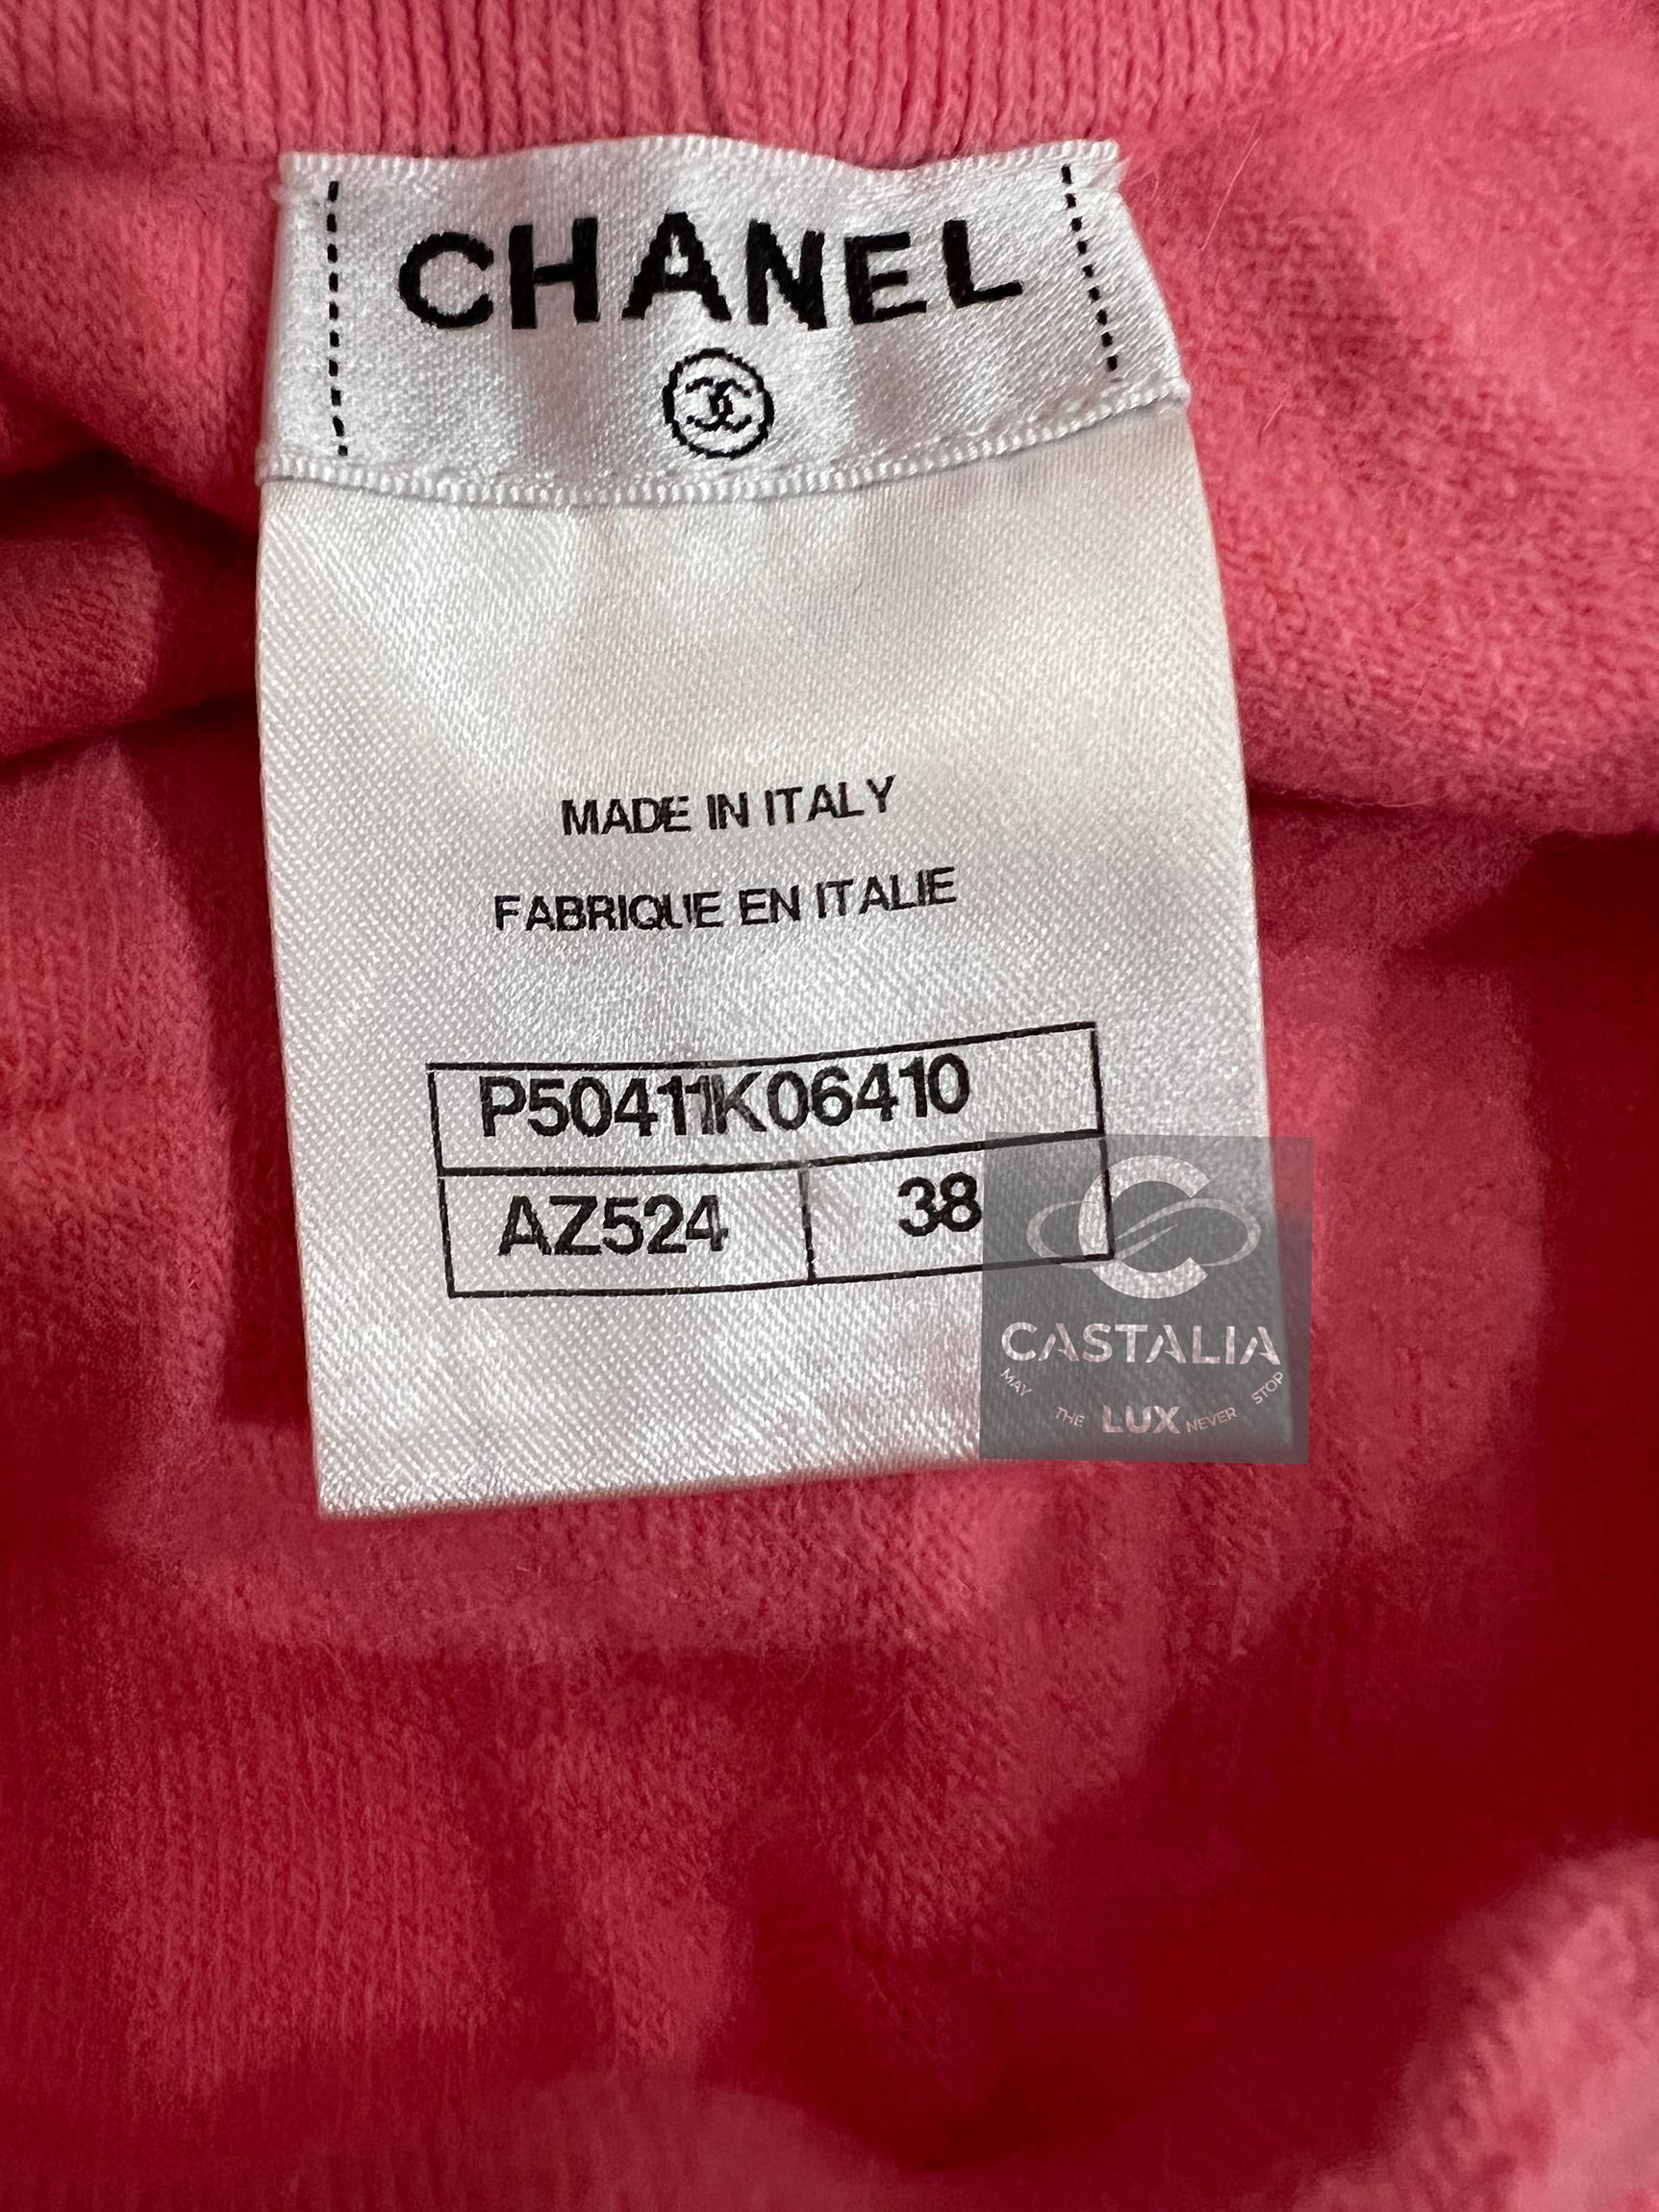 CHANEL
MADE IN ITALY
FABRIQUE EN ITALIE
P50411K06410
AZ524 38
CASTALIA
MAY THE LUX NEVER STOP